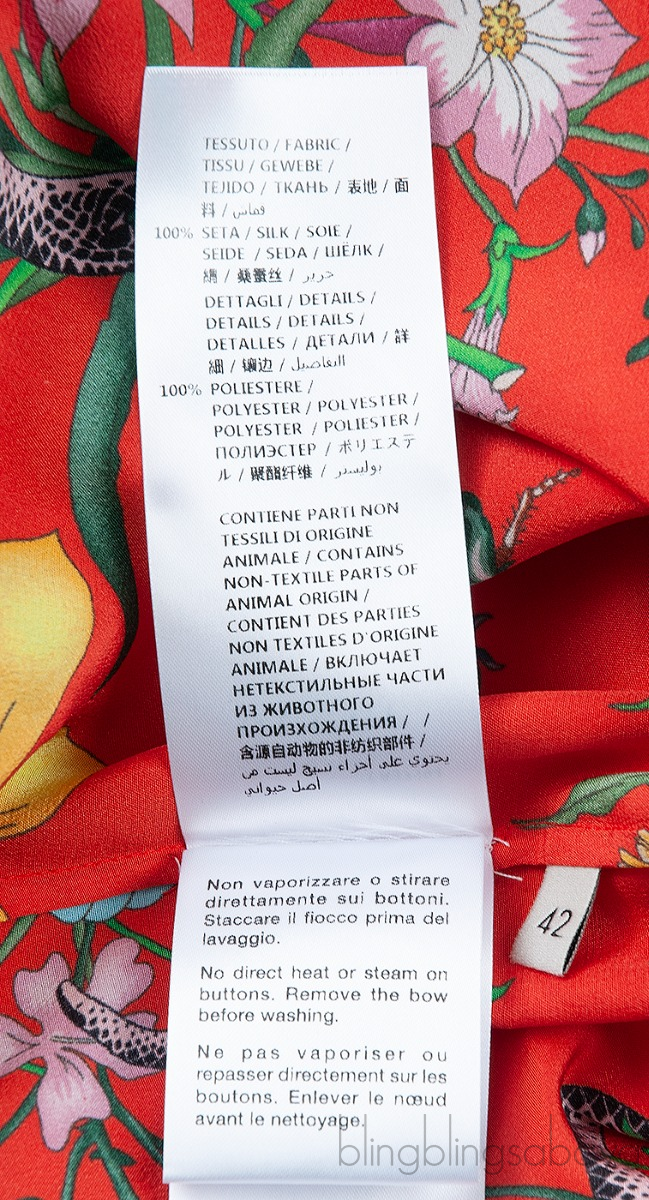 TESSUTO / FABRIC /
TISSU / GEWEBE /
TEJIDO / ТКАНЬ / 表地 / 面
料 / قماش
100% SETA / SILK / SOIE /
SEIDE / SEDA / ШЁЛК /
絹 / 桑蚕丝 / حرير
DETTAGLI / DETAILS /
DETAILS / DETAILS /
DETALLES / ДЕТАЛИ / 詳
細 / 镶边 / التفاصيل
100% POLIESTERE /
POLYESTER / POLYESTER /
POLYESTER / POLIESTER /
ПОЛИЭСТЕР / ポリエステ
ル / 聚酯纤维 / بوليستر
CONTIENE PARTI NON
TESSILI DI ORIGINE
ANIMALE / CONTAINS
NON-TEXTILE PARTS OF
ANIMAL ORIGIN /
CONTIENT DES PARTIES
NON TEXTILES D'ORIGINE
ANIMALE / ВКЛЮЧАЕТ
НЕТЕКСТИЛЬНЫЕ ЧАСТИ
ИЗ ЖИВОТНОГО
ПРОИЗХОЖДЕНИЯ / /
含源自动物的非纺织部件 /
يحتوي على أجزاء نسيج ليست من
أصل حيواني
Non vaporizzare o stirare
direttamente sui bottoni.
Staccare il fiocco prima del
lavaggio.
No direct heat or steam on
buttons. Remove the bow
before washing.
Ne pas vaporiser ou
repasser directement sur les
boutons. Enlever le nœud
avant le nettoyage.
42